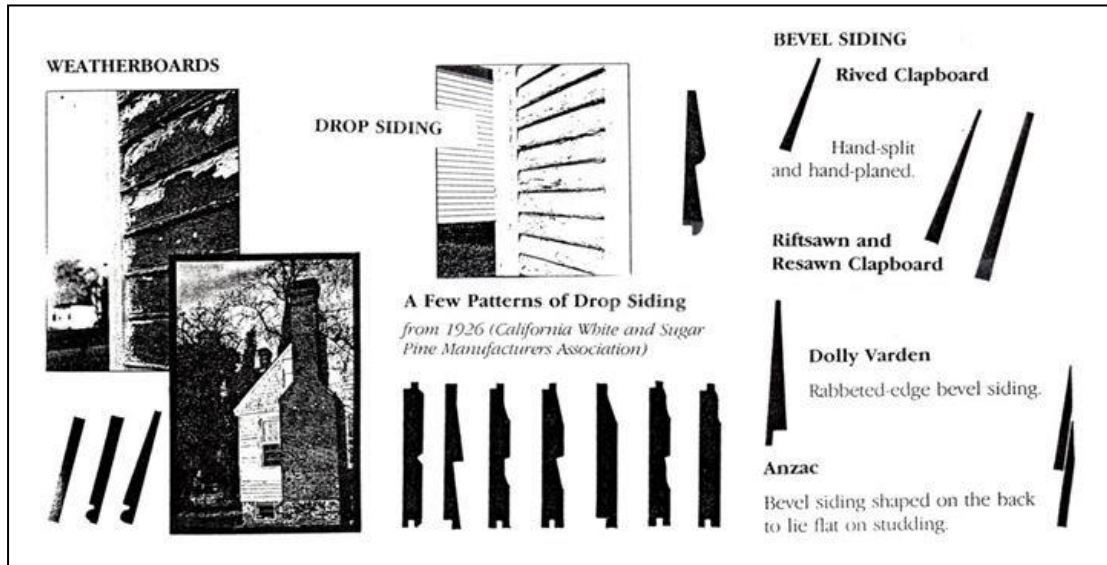 WEATHERBOARDS
DROP SIDING
A Few Patterns of Drop Siding
from 1926 (California White and Sugar
Pine Manufacturers Association)
BEVEL SIDING
Rived Clapboard
Hand-split
and hand-planed.
Riftsawn and
Resawn Clapboard
Dolly Varden
Rabbeted-edge bevel siding.
Anzac
Bevel siding shaped on the back
to lie flat on studding.